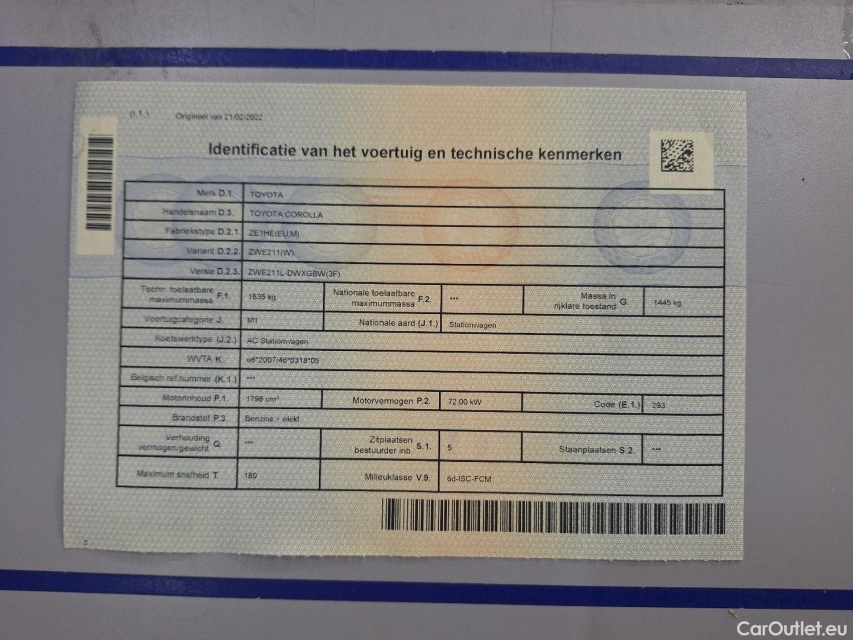 (I.1.) Origineel van 21/02/2022
Identificatie van het voertuig en technische kenmerken
Merk D.1. TOYOTA
Handelsnaam D.3. TOYOTA COROLLA
Fabriekstype D.2.1. ZE1HE(EU,M)
Variant D.2.2. ZWE211(W)
Versie D.2.3. ZWE211L-DWXGBW(3F)
Techn toelaatbare maximummassa F.1. 1835 kg Nationale toelaatbare maximummassa F.2. *** Massa in rijklare toestand G. 1445 kg
Voertuigcategorie J. M1 Nationale aard (J.1.) Stationwagen
Koetswerktype (J.2.) AC Stationwagen
WVTA K. e6*2007/46*0318*05
Belgisch ref.nummer (K.1.) ***
Motorinhoud P.1. 1798 cm³ Motorvermogen P.2. 72.00 kW Code (E.1.) 293
Brandstof P.3. Benzine + elekt
Verhouding vermogen/gewicht Q. *** Zitplaatsen bestuurder inb S.1. 5 Staanplaatsen S.2. ***
Maximum snelheid T. 180 Milieuklasse V.9. 6d-ISC-FCM
CarOutlet.eu